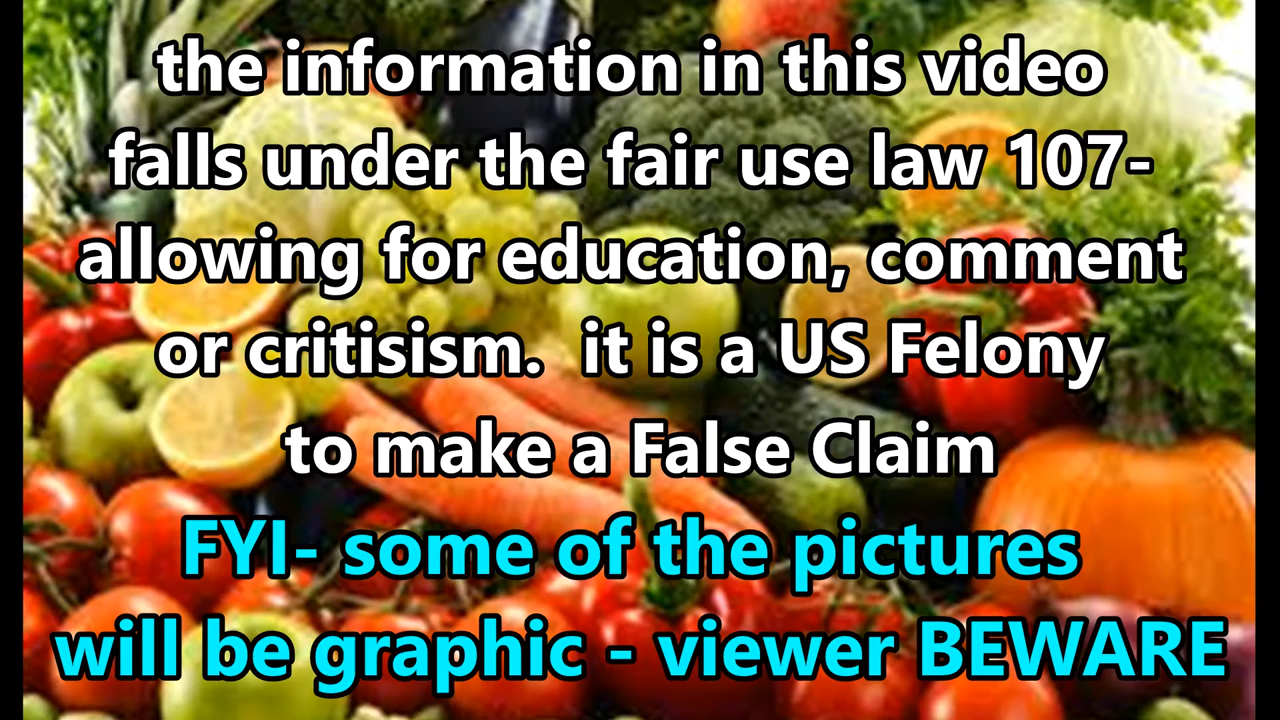 the information in this video
falls under the fair use law 107-
allowing for education, comment
or critisism.  it is a US Felony
to make a False Claim
FYI- some of the pictures
will be graphic - viewer BEWARE